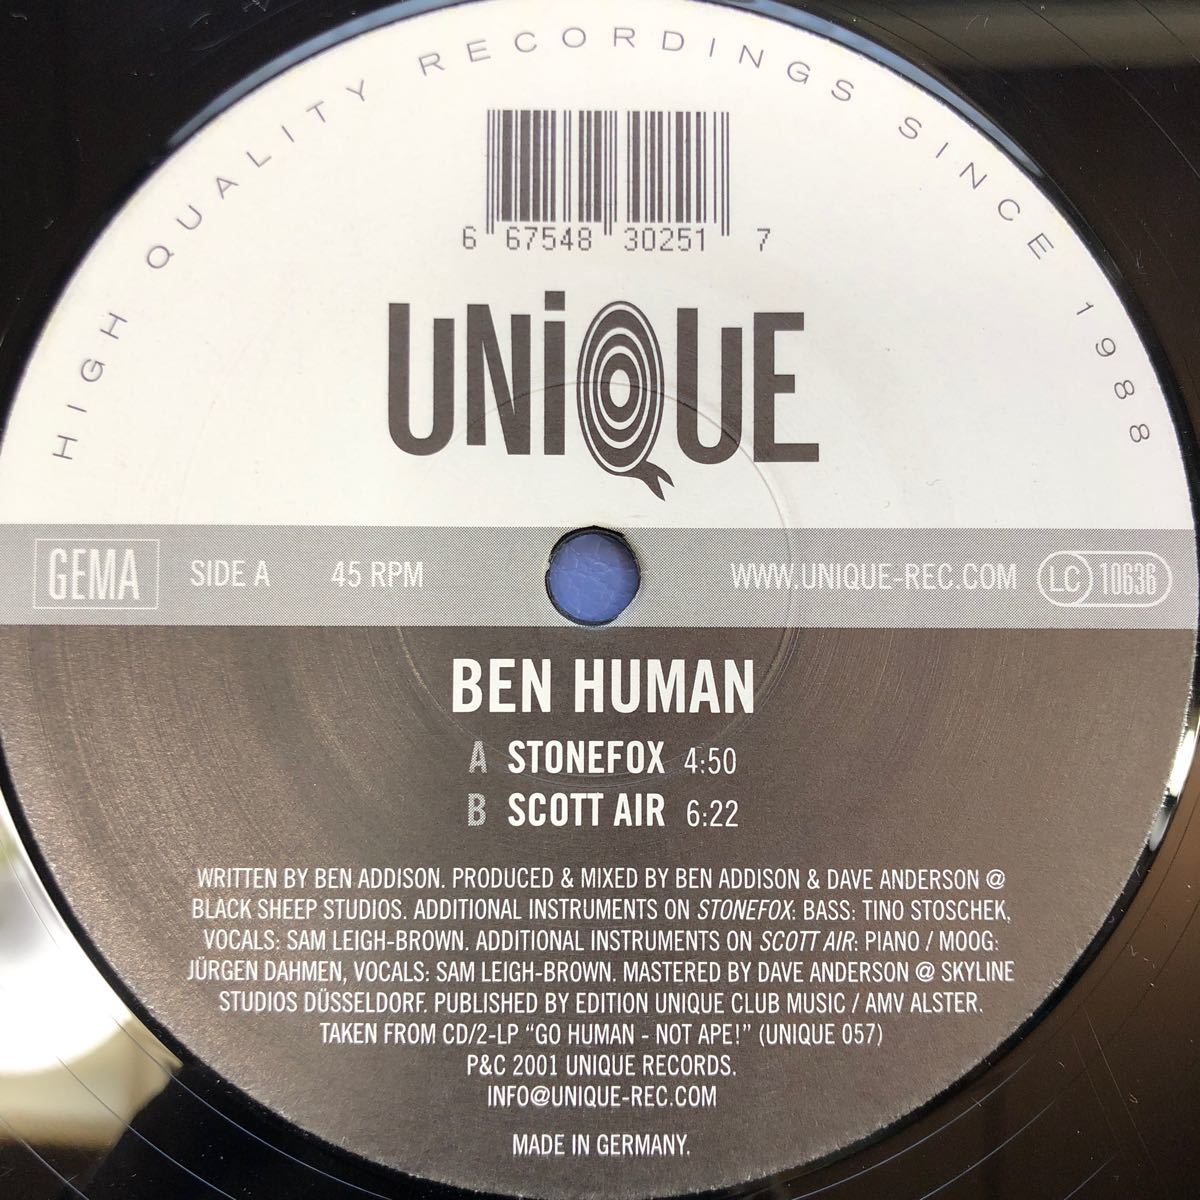 HIGH QUALITY RECORDINGS SINCE 1988
6 67548 30251 7
UNiQUE
GEMA SIDE A 45 RPM WWW.UNIQUE-REC.COM LC 10636
BEN HUMAN
A STONEFOX 4:50
B SCOTT AIR 6:22
WRITTEN BY BEN ADDISON. PRODUCED & MIXED BY BEN ADDISON & DAVE ANDERSON @
BLACK SHEEP STUDIOS. ADDITIONAL INSTRUMENTS ON STONEFOX: BASS: TINO STOSCHEK,
VOCALS: SAM LEIGH-BROWN. ADDITIONAL INSTRUMENTS ON SCOTT AIR: PIANO / MOOG:
JÜRGEN DAHMEN, VOCALS: SAM LEIGH-BROWN. MASTERED BY DAVE ANDERSON @ SKYLINE
STUDIOS DÜSSELDORF. PUBLISHED BY EDITION UNIQUE CLUB MUSIC / AMV ALSTER.
TAKEN FROM CD/2-LP “GO HUMAN - NOT APE!” (UNIQUE 057)
P&C 2001 UNIQUE RECORDS.
INFO@UNIQUE-REC.COM
MADE IN GERMANY.